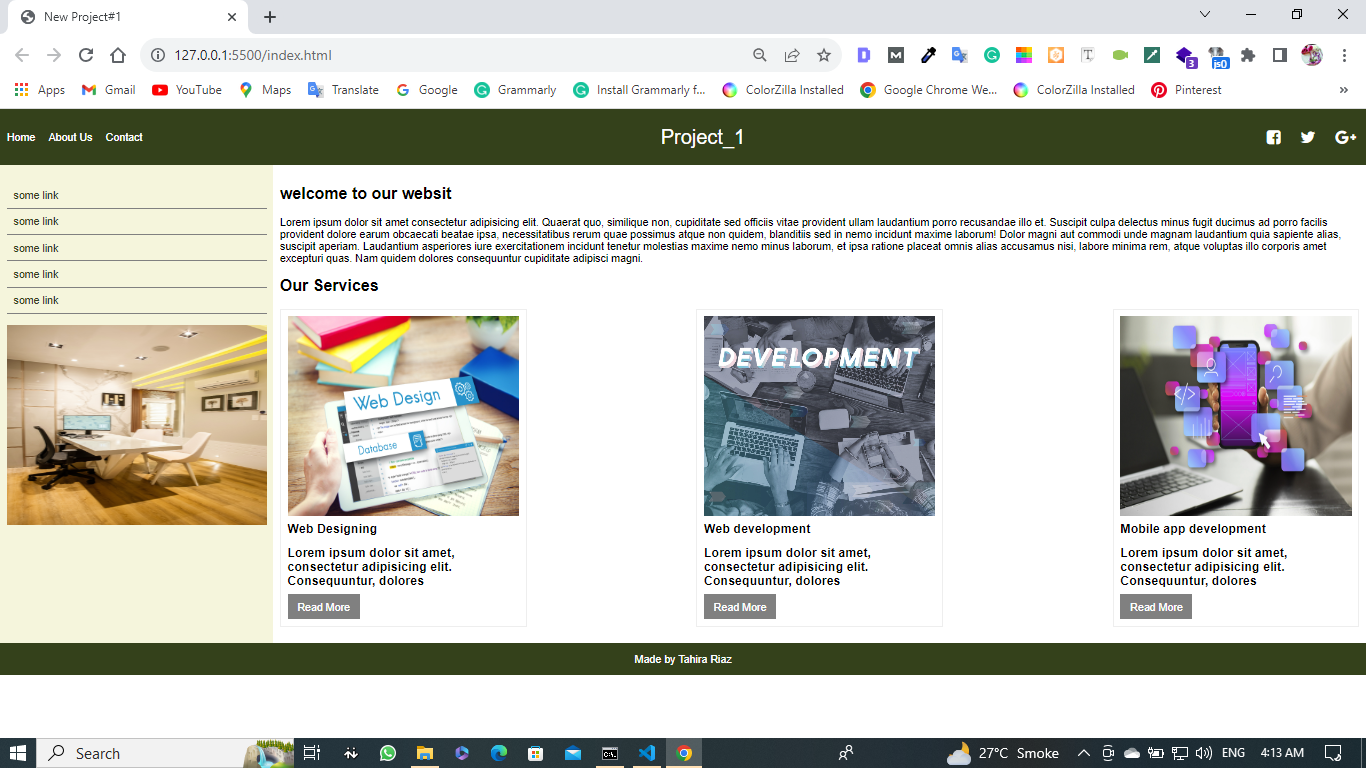 New Project#1
127.0.0.1:5500/index.html
Apps Gmail YouTube Maps Translate Google Grammarly Install Grammarly f... ColorZilla Installed Google Chrome We... ColorZilla Installed Pinterest »
Home About Us Contact Project_1
some link
some link
some link
some link
some link
welcome to our websit
Lorem ipsum dolor sit amet consectetur adipisicing elit. Quaerat quo, similique non, cupiditate sed officiis vitae provident ullam laudantium porro recusandae illo et. Suscipit culpa delectus minus fugit ducimus ad porro facilis
provident dolore earum obcaecati beatae ipsa, necessitatibus rerum quae possimus atque non quidem, blanditiis sed in nemo incidunt maxime laborum! Dolor magni aut commodi unde magnam laudantium quia sapiente alias,
suscipit aperiam. Laudantium asperiores iure exercitationem incidunt tenetur molestias maxime nemo minus laborum, et ipsa ratione placeat omnis alias accusamus nisi, labore minima rem, atque voluptas illo corporis amet
excepturi quas. Nam quidem dolores consequuntur cupiditate adipisci magni.
Our Services
Web Design
Database
Web Designing
Lorem ipsum dolor sit amet,
consectetur adipisicing elit.
Consequuntur, dolores
Read More
DEVELOPMENT
Web development
Lorem ipsum dolor sit amet,
consectetur adipisicing elit.
Consequuntur, dolores
Read More
Mobile app development
Lorem ipsum dolor sit amet,
consectetur adipisicing elit.
Consequuntur, dolores
Read More
Made by Tahira Riaz
Search
27°C Smoke
ENG
4:13 AM